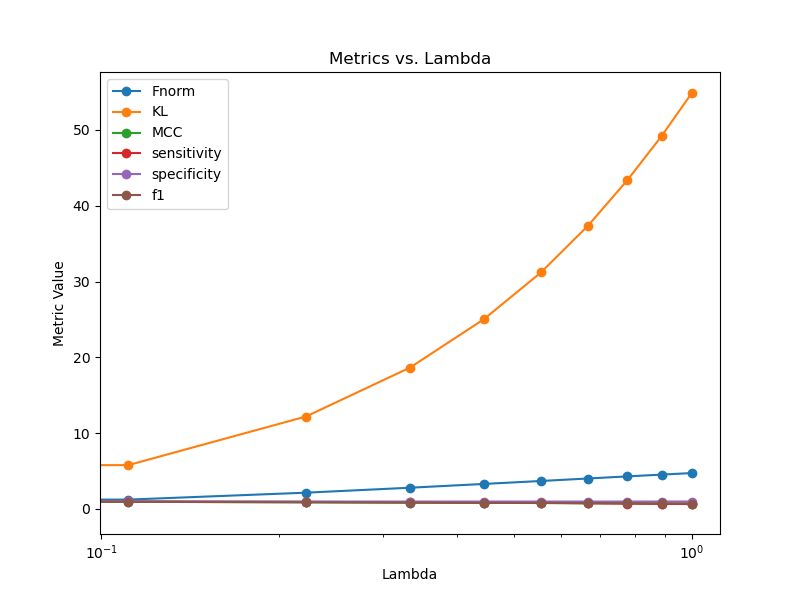 Metrics vs. Lambda
Fnorm
KL
MCC
sensitivity
specificity
f1
Metric Value
50
40
30
20
10
0
10⁻¹
10⁰
Lambda